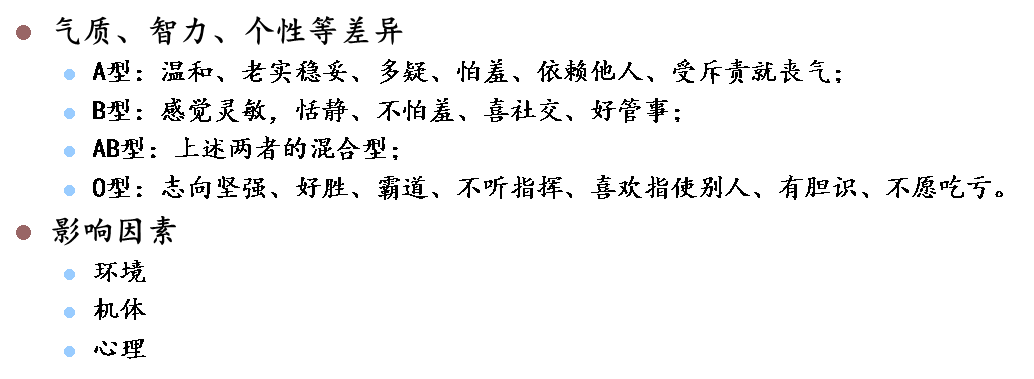 气质、智力、个性等差异
A型：温和、老实稳妥、多疑、怕羞、依赖他人、受斥责就丧气；
B型：感觉灵敏，恬静、不怕羞、喜社交、好管事；
AB型：上述两者的混合型；
O型：志向坚强、好胜、霸道、不听指挥、喜欢指使别人、有胆识、不愿吃亏。
影响因素
环境
机体
心理